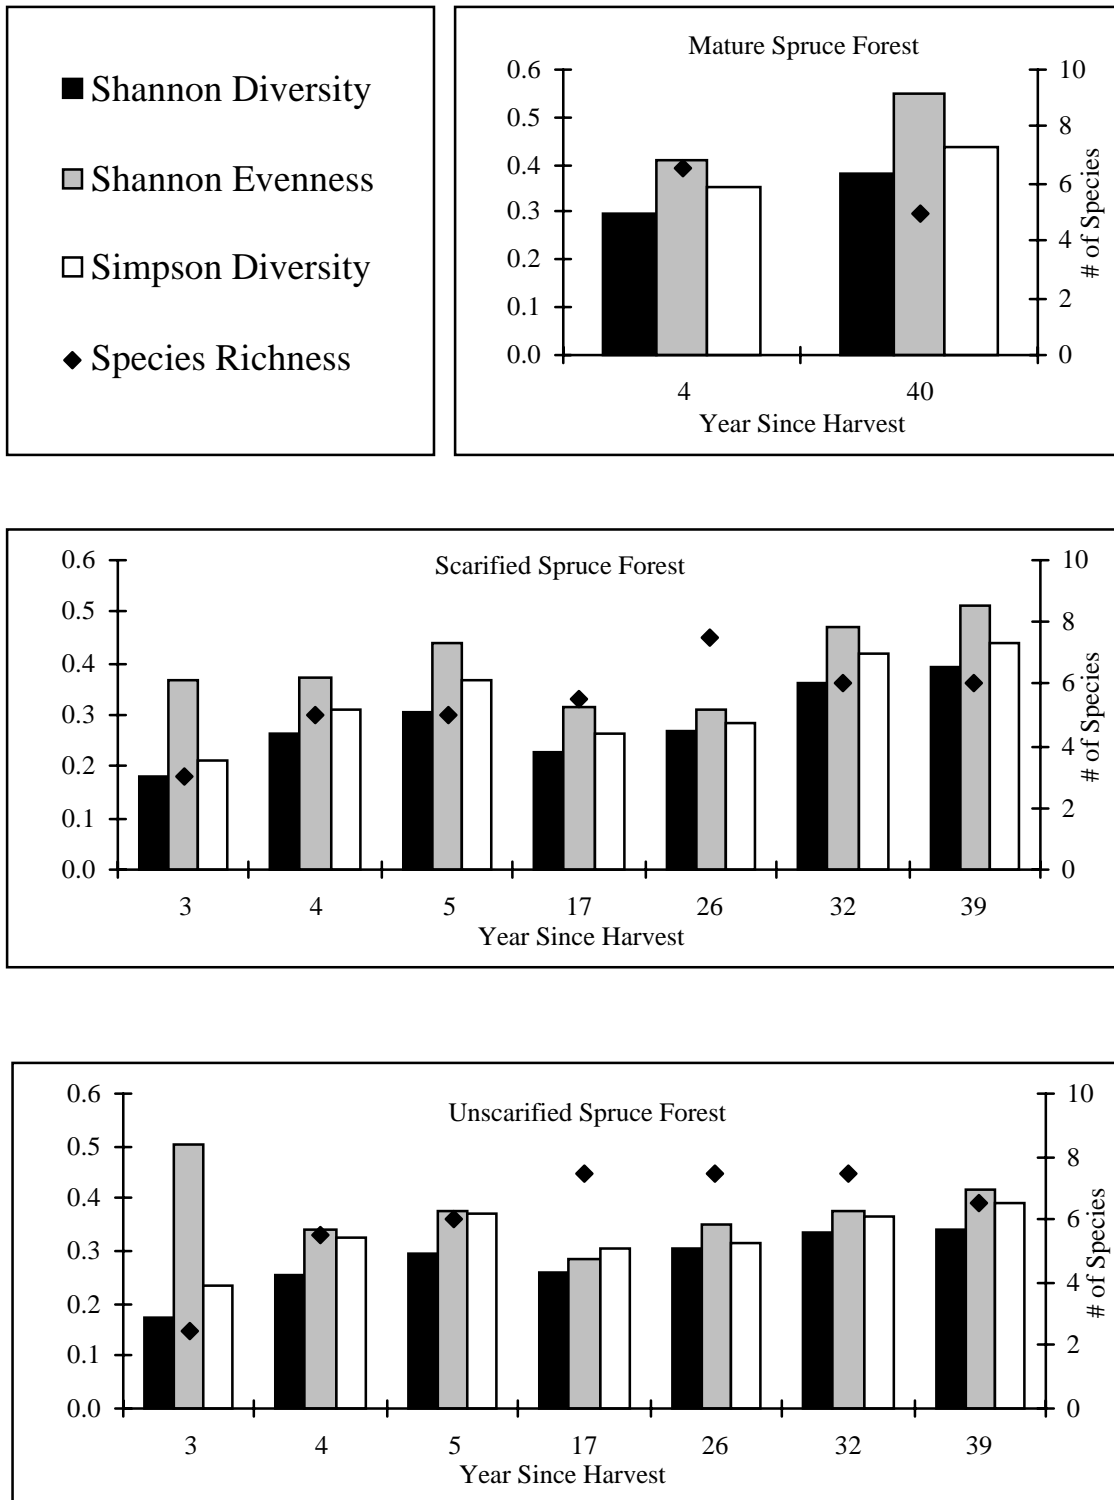 Shannon Diversity
Shannon Evenness
Simpson Diversity
Species Richness
Mature Spruce Forest
0.6
0.5
0.4
0.3
0.2
0.1
0.0
10
8
6
4
2
0
# of Species
4 40
Year Since Harvest
Scarified Spruce Forest
0.6
0.5
0.4
0.3
0.2
0.1
0.0
10
8
6
4
2
0
# of Species
3 4 5 17 26 32 39
Year Since Harvest
Unscarified Spruce Forest
0.6
0.5
0.4
0.3
0.2
0.1
0.0
10
8
6
4
2
0
# of Species
3 4 5 17 26 32 39
Year Since Harvest